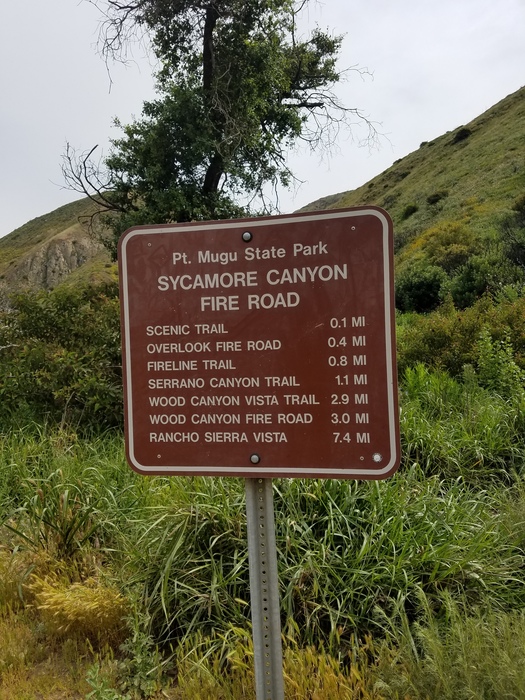 Pt. Mugu State Park
SYCAMORE CANYON
FIRE ROAD
SCENIC TRAIL 0.1 MI
OVERLOOK FIRE ROAD 0.4 MI
FIRELINE TRAIL 0.8 MI
SERRANO CANYON TRAIL 1.1 MI
WOOD CANYON VISTA TRAIL 2.9 MI
WOOD CANYON FIRE ROAD 3.0 MI
RANCHO SIERRA VISTA 7.4 MI